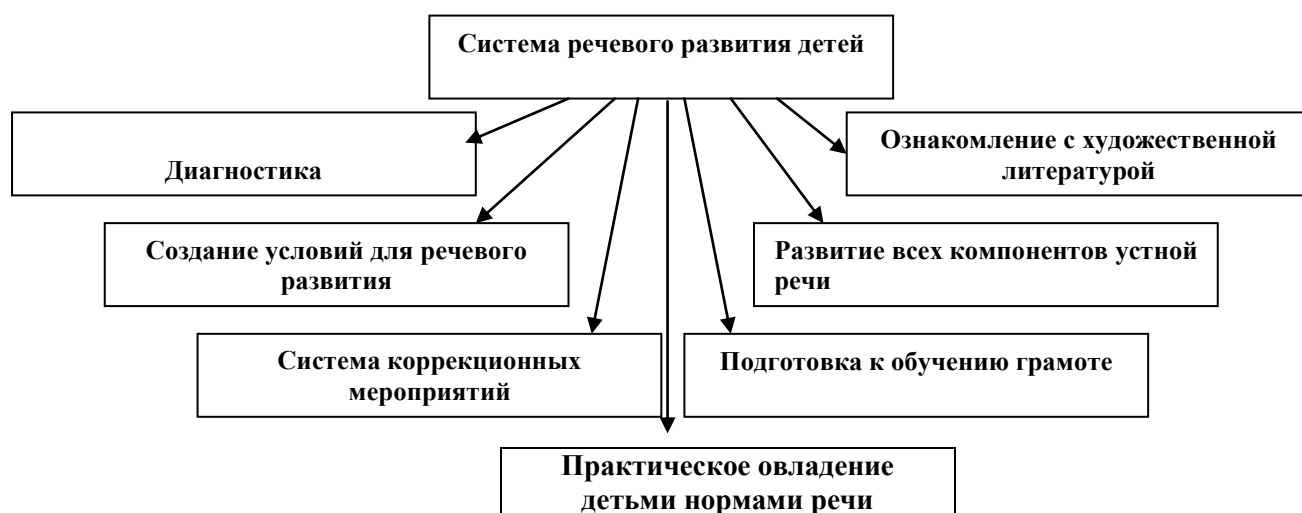 Система речевого развития детей
Диагностика
Ознакомление с художественной
литературой
Создание условий для речевого
развития
Развитие всех компонентов устной
речи
Система коррекционных
мероприятий
Подготовка к обучению грамоте
Практическое овладение
детьми нормами речи